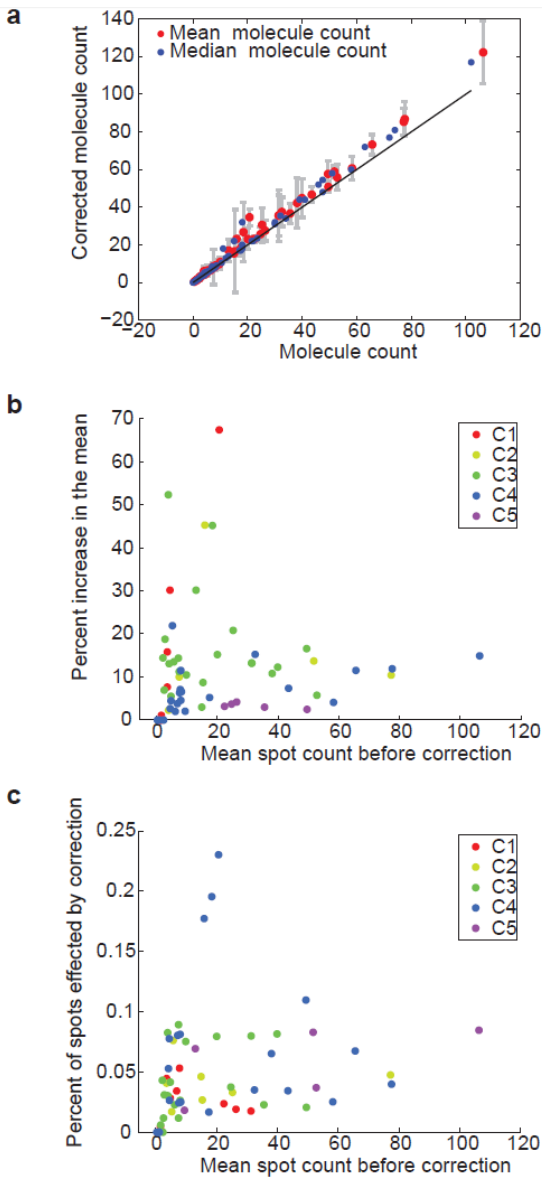 a
Corrected molecule count
140
120
100
80
60
40
20
0
−20
Mean molecule count
Median molecule count
−20 0 20 40 60 80 100 120
Molecule count
b
Percent increase in the mean
70
60
50
40
30
20
10
0
C1
C2
C3
C4
C5
0 20 40 60 80 100 120
Mean spot count before correction
c
Percent of spots effected by correction
0.25
0.2
0.15
0.1
0.05
0
C1
C2
C3
C4
C5
0 20 40 60 80 100 120
Mean spot count before correction